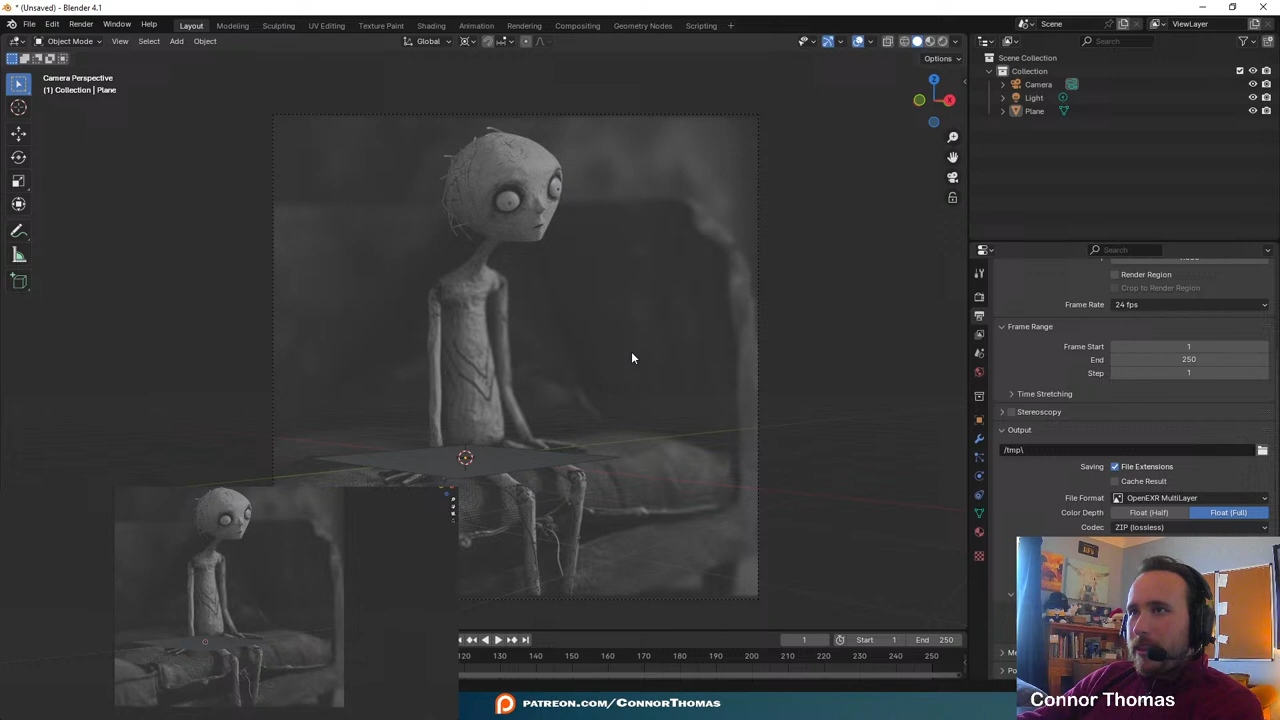 * (Unsaved) - Blender 4.1
File Edit Render Window Help
Layout Modeling Sculpting UV Editing Texture Paint Shading Animation Rendering Compositing Geometry Nodes Scripting +
Scene ViewLayer
Object Mode View Select Add Object Global Search
Options
Camera Perspective
(1) Collection | Plane
Z
X
Scene Collection
Collection
Camera
Light
Plane
Search
Render Region
Crop to Render Region
Frame Rate 24 fps
Frame Range
Frame Start 1
End 250
Step 1
Time Stretching
Stereoscopy
Output
/tmp\
Saving File Extensions
Cache Result
File Format OpenEXR MultiLayer
Color Depth Float (Half) Float (Full)
Codec ZIP (lossless)
1 Start 1 End 250
120 130 140 150 160 170 180 190 200 210 220 230 240 250
Patreon.com/ConnorThomas
Connor Thomas